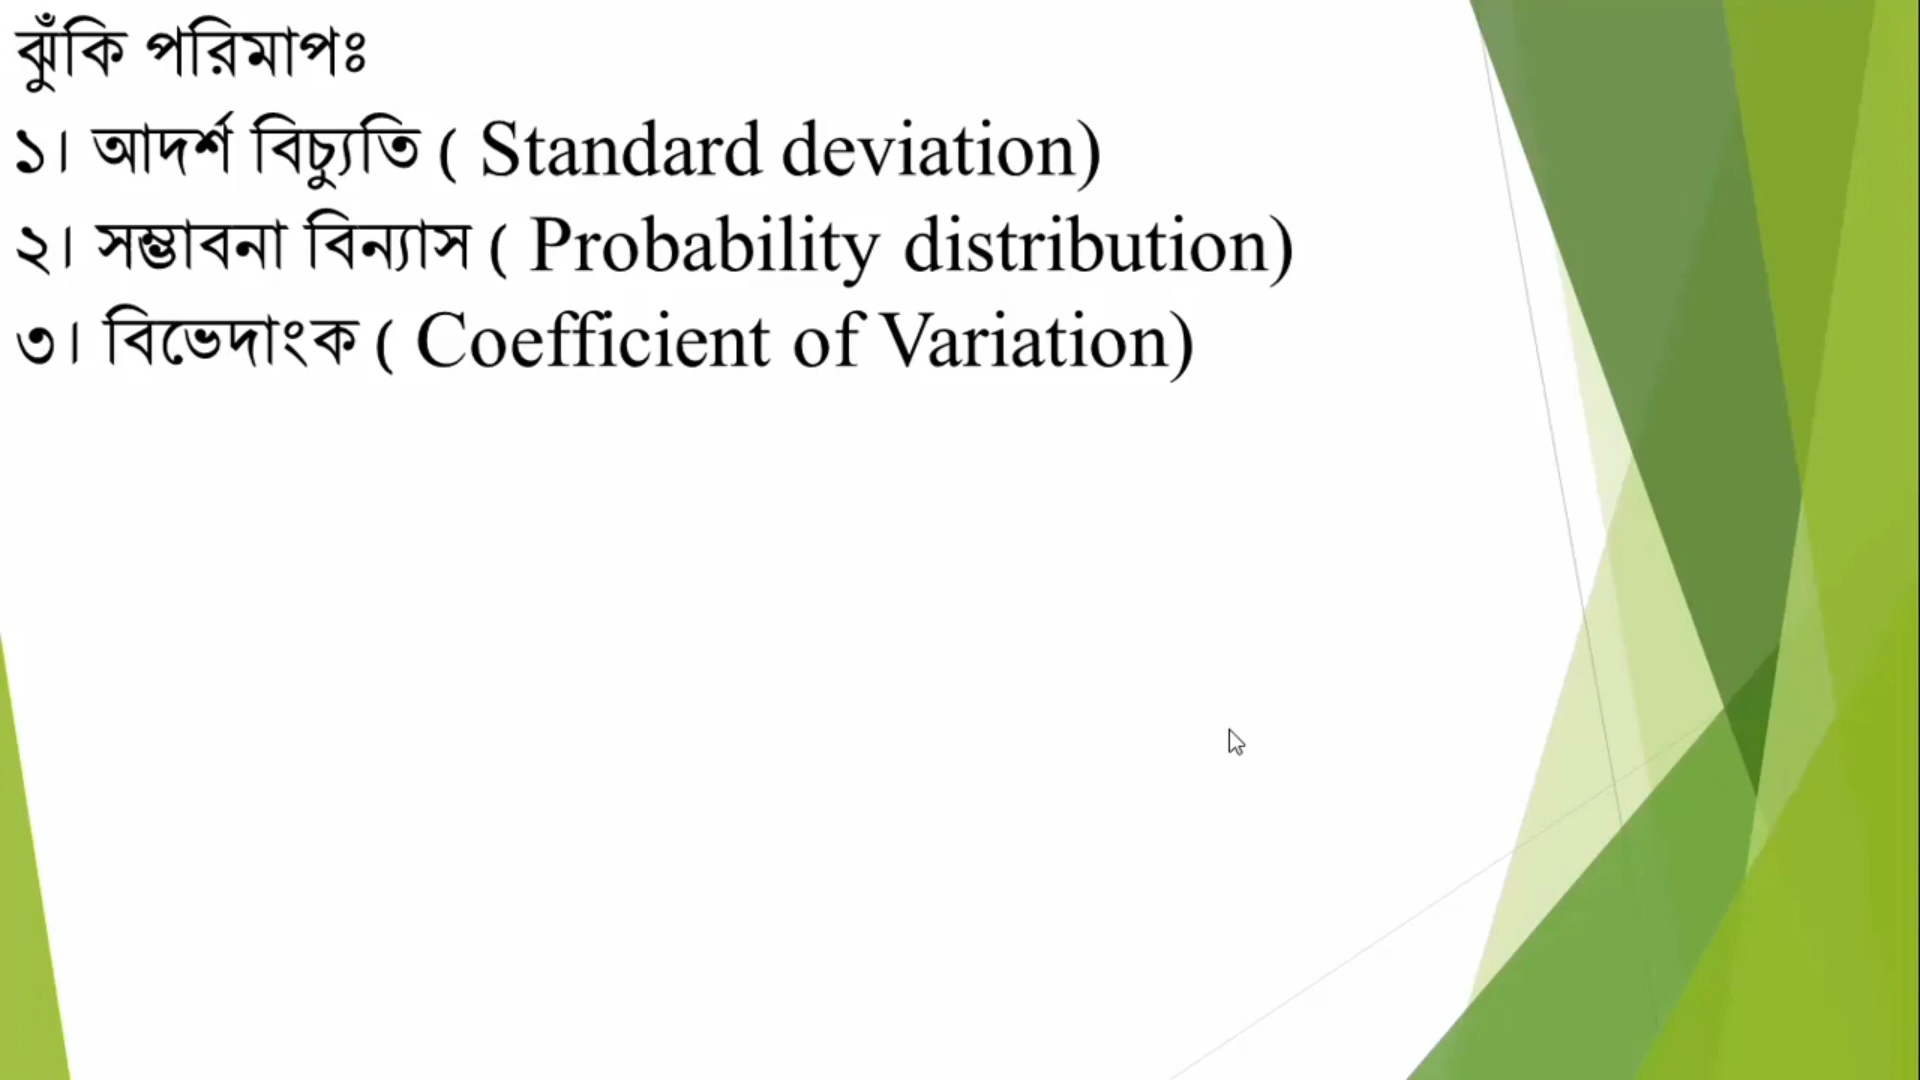 ঝুঁকি পরিমাপঃ
১। আদর্শ বিচ্যুতি ( Standard deviation)
২। সম্ভাবনা বিন্যাস ( Probability distribution)
৩। বিভেদাংক ( Coefficient of Variation)